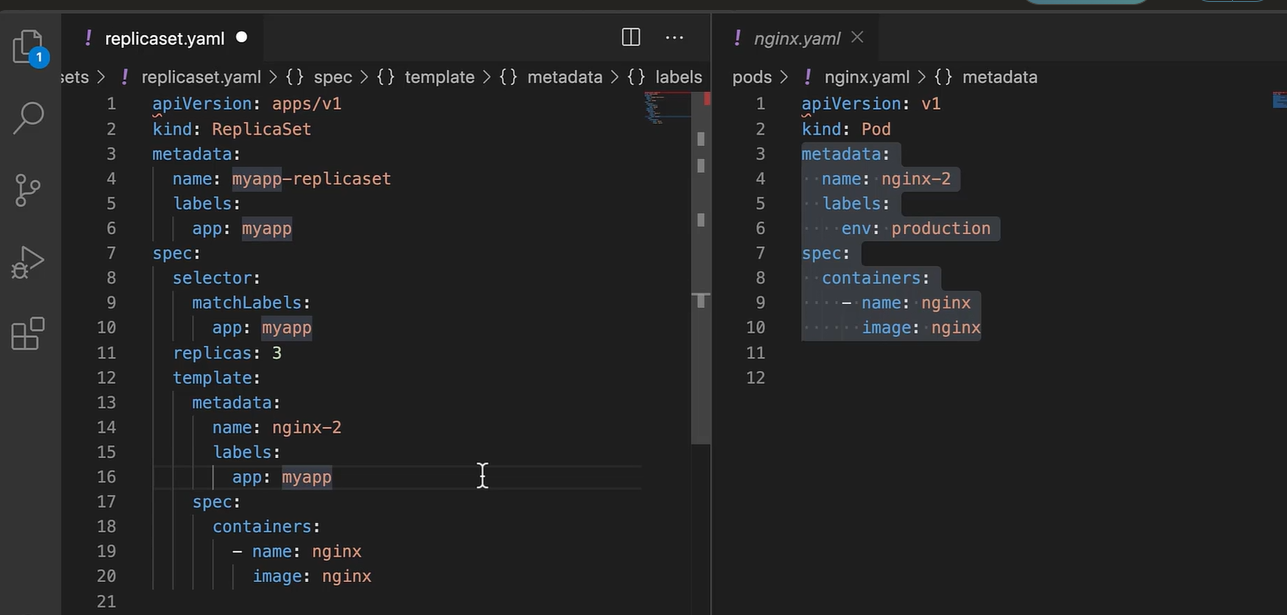 1
replicaset.yaml
sets > ! replicaset.yaml > {} spec > {} template > {} metadata > {} labels
1 apiVersion: apps/v1
2 kind: ReplicaSet
3 metadata:
4   name: myapp-replicaset
5   labels:
6     app: myapp
7 spec:
8   selector:
9     matchLabels:
10       app: myapp
11   replicas: 3
12   template:
13     metadata:
14       name: nginx-2
15       labels:
16         app: myapp
17     spec:
18       containers:
19         - name: nginx
20           image: nginx
21
! nginx.yaml
pods > ! nginx.yaml > {} metadata
1 apiVersion: v1
2 kind: Pod
3 metadata:
4   name: nginx-2
5   labels:
6     env: production
7 spec:
8   containers:
9     - name: nginx
10       image: nginx
11
12